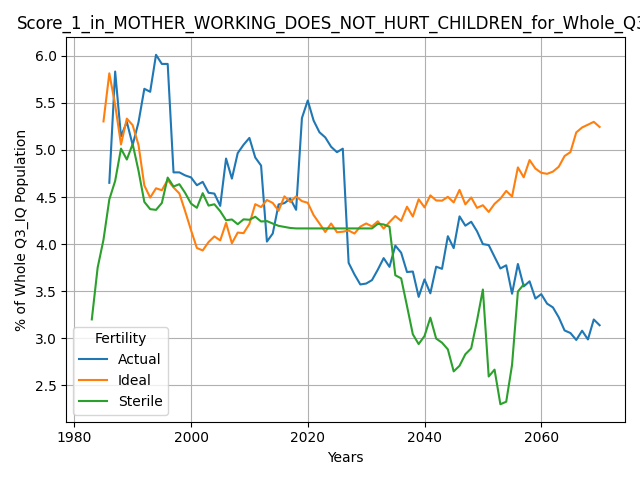 Score_1_in_MOTHER_WORKING_DOES_NOT_HURT_CHILDREN_for_Whole_Q3
% of Whole Q3_IQ Population
6.0
5.5
5.0
4.5
4.0
3.5
3.0
2.5
Fertility
Actual
Ideal
Sterile
1980
2000
2020
2040
2060
Years